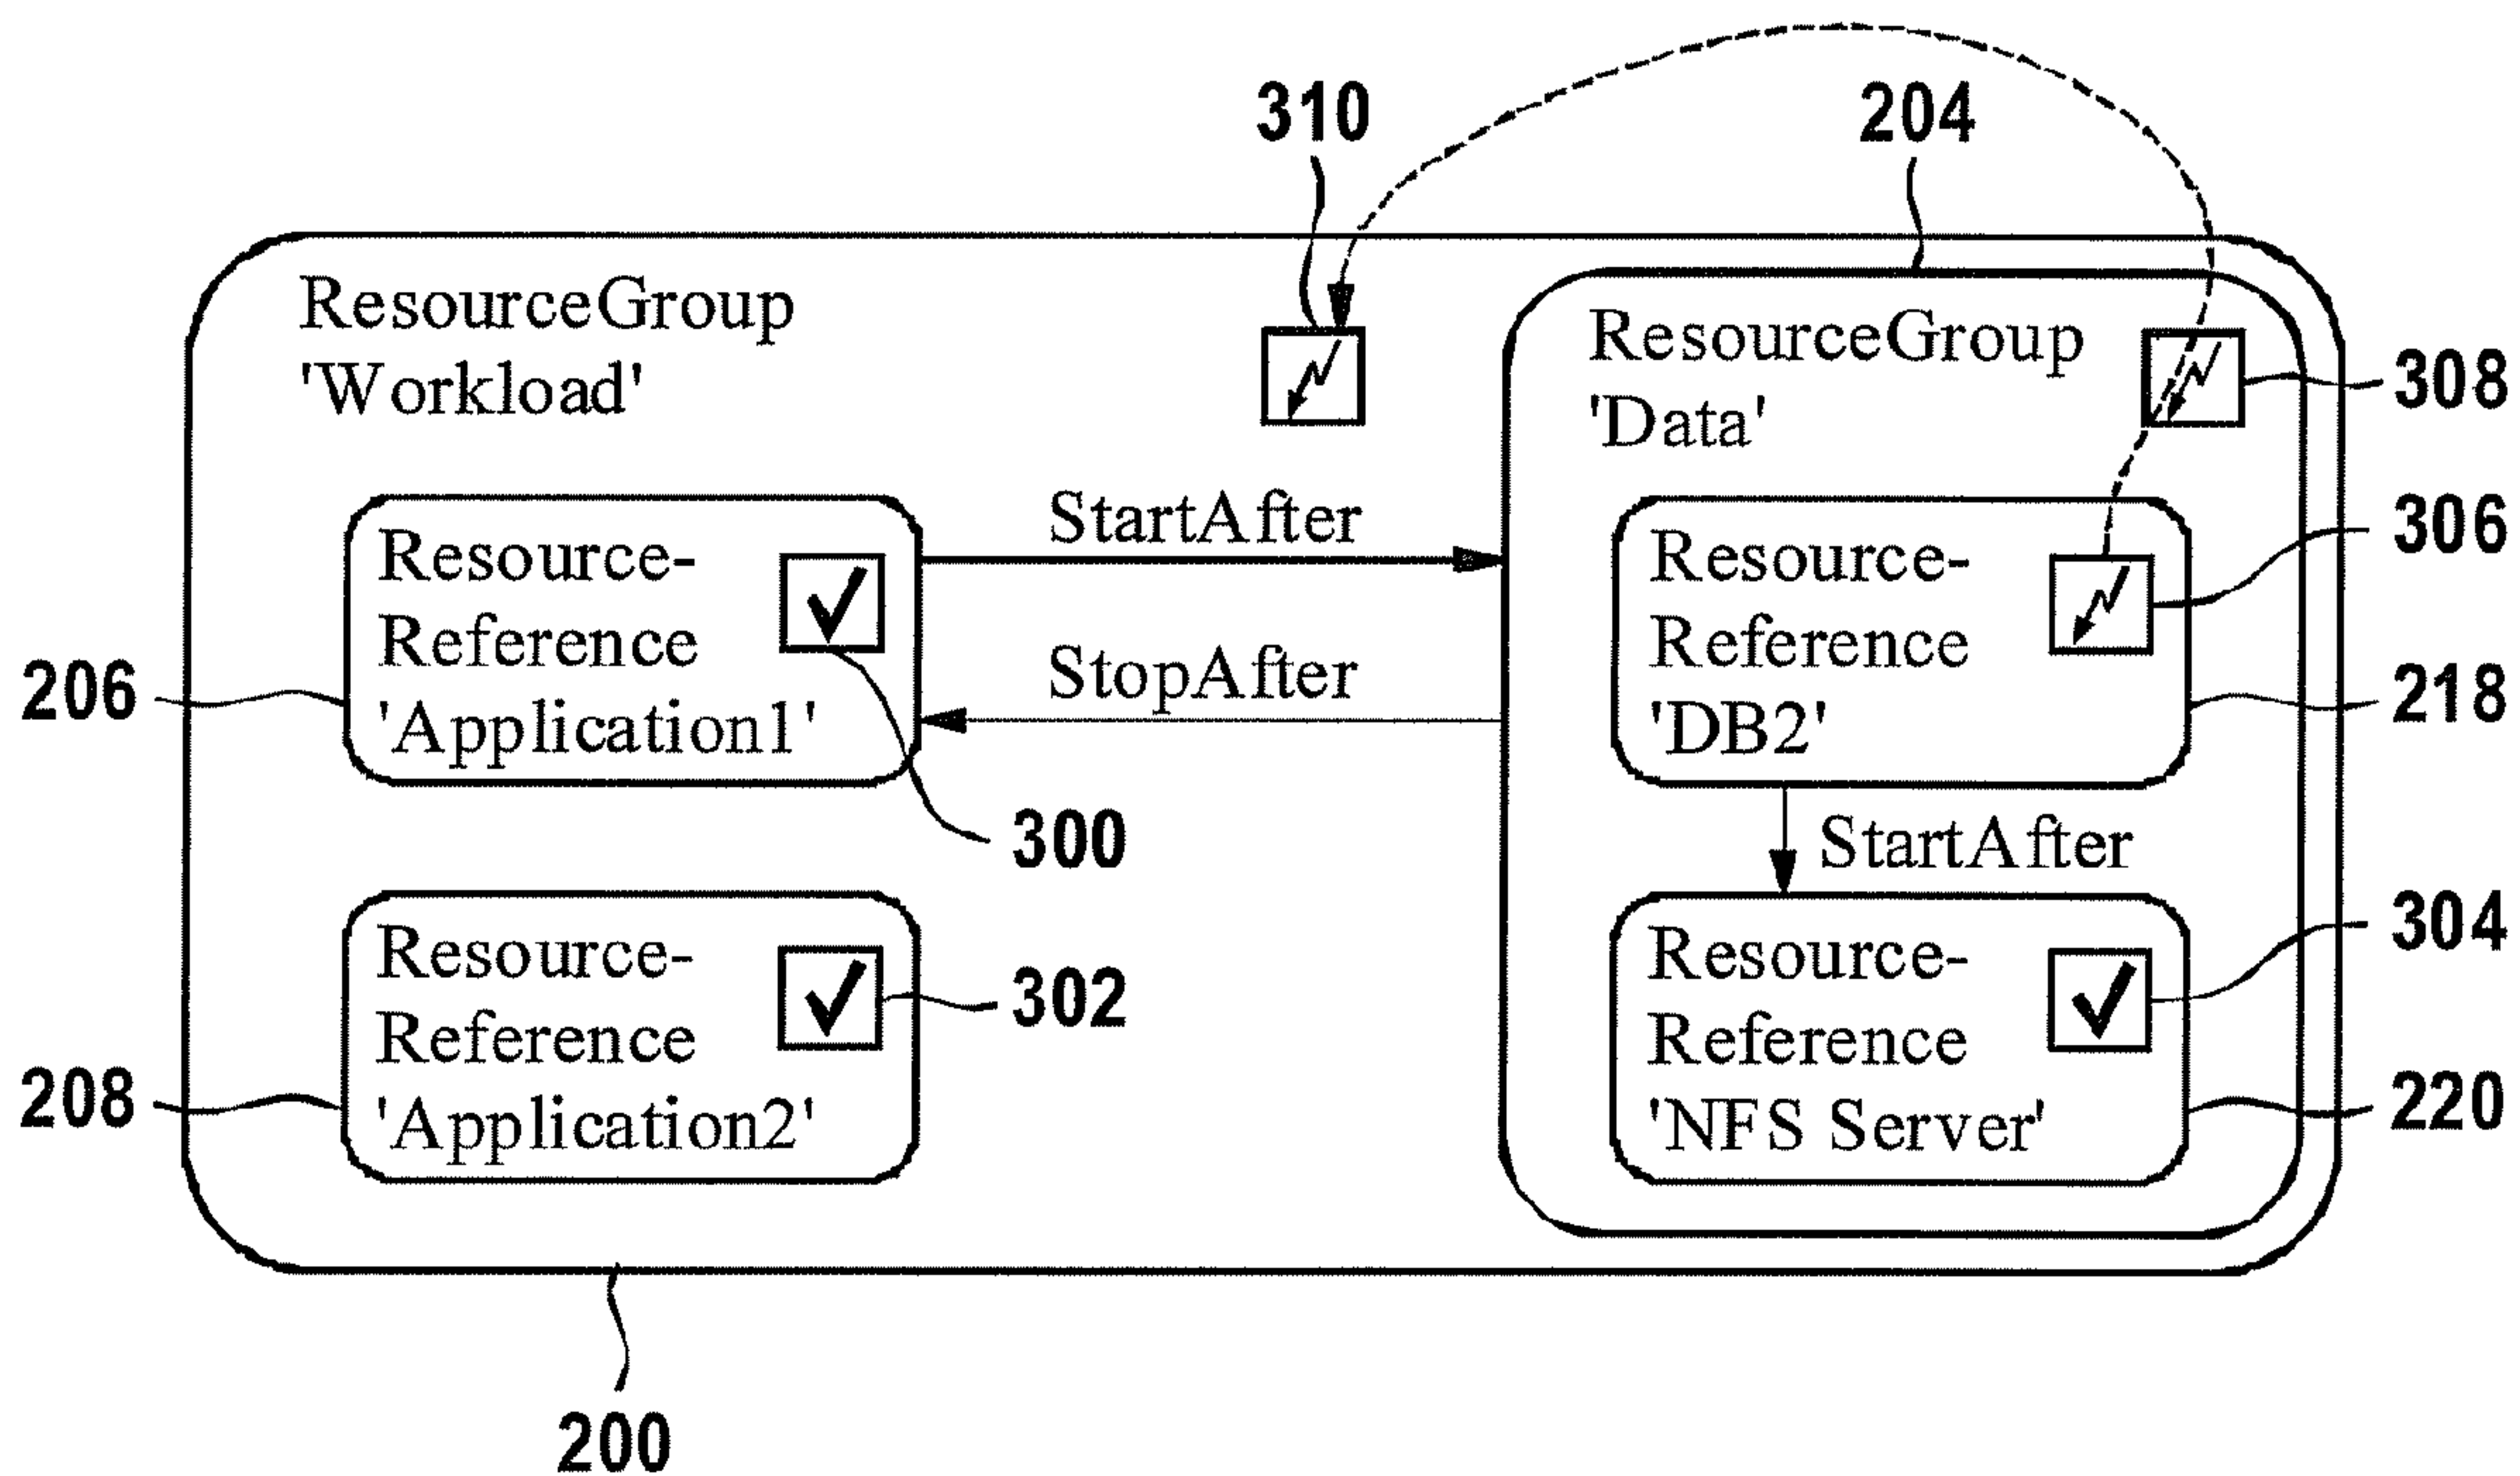 310
204
ResourceGroup
'Workload'
ResourceGroup
'Data'
308
StartAfter
306
Resource-
Reference
'Application1'
Resource-
Reference
'DB2'
206
StopAfter
218
300
StartAfter
304
Resource-
Reference
'Application2'
302
Resource-
Reference
'NFS Server'
208
220
200